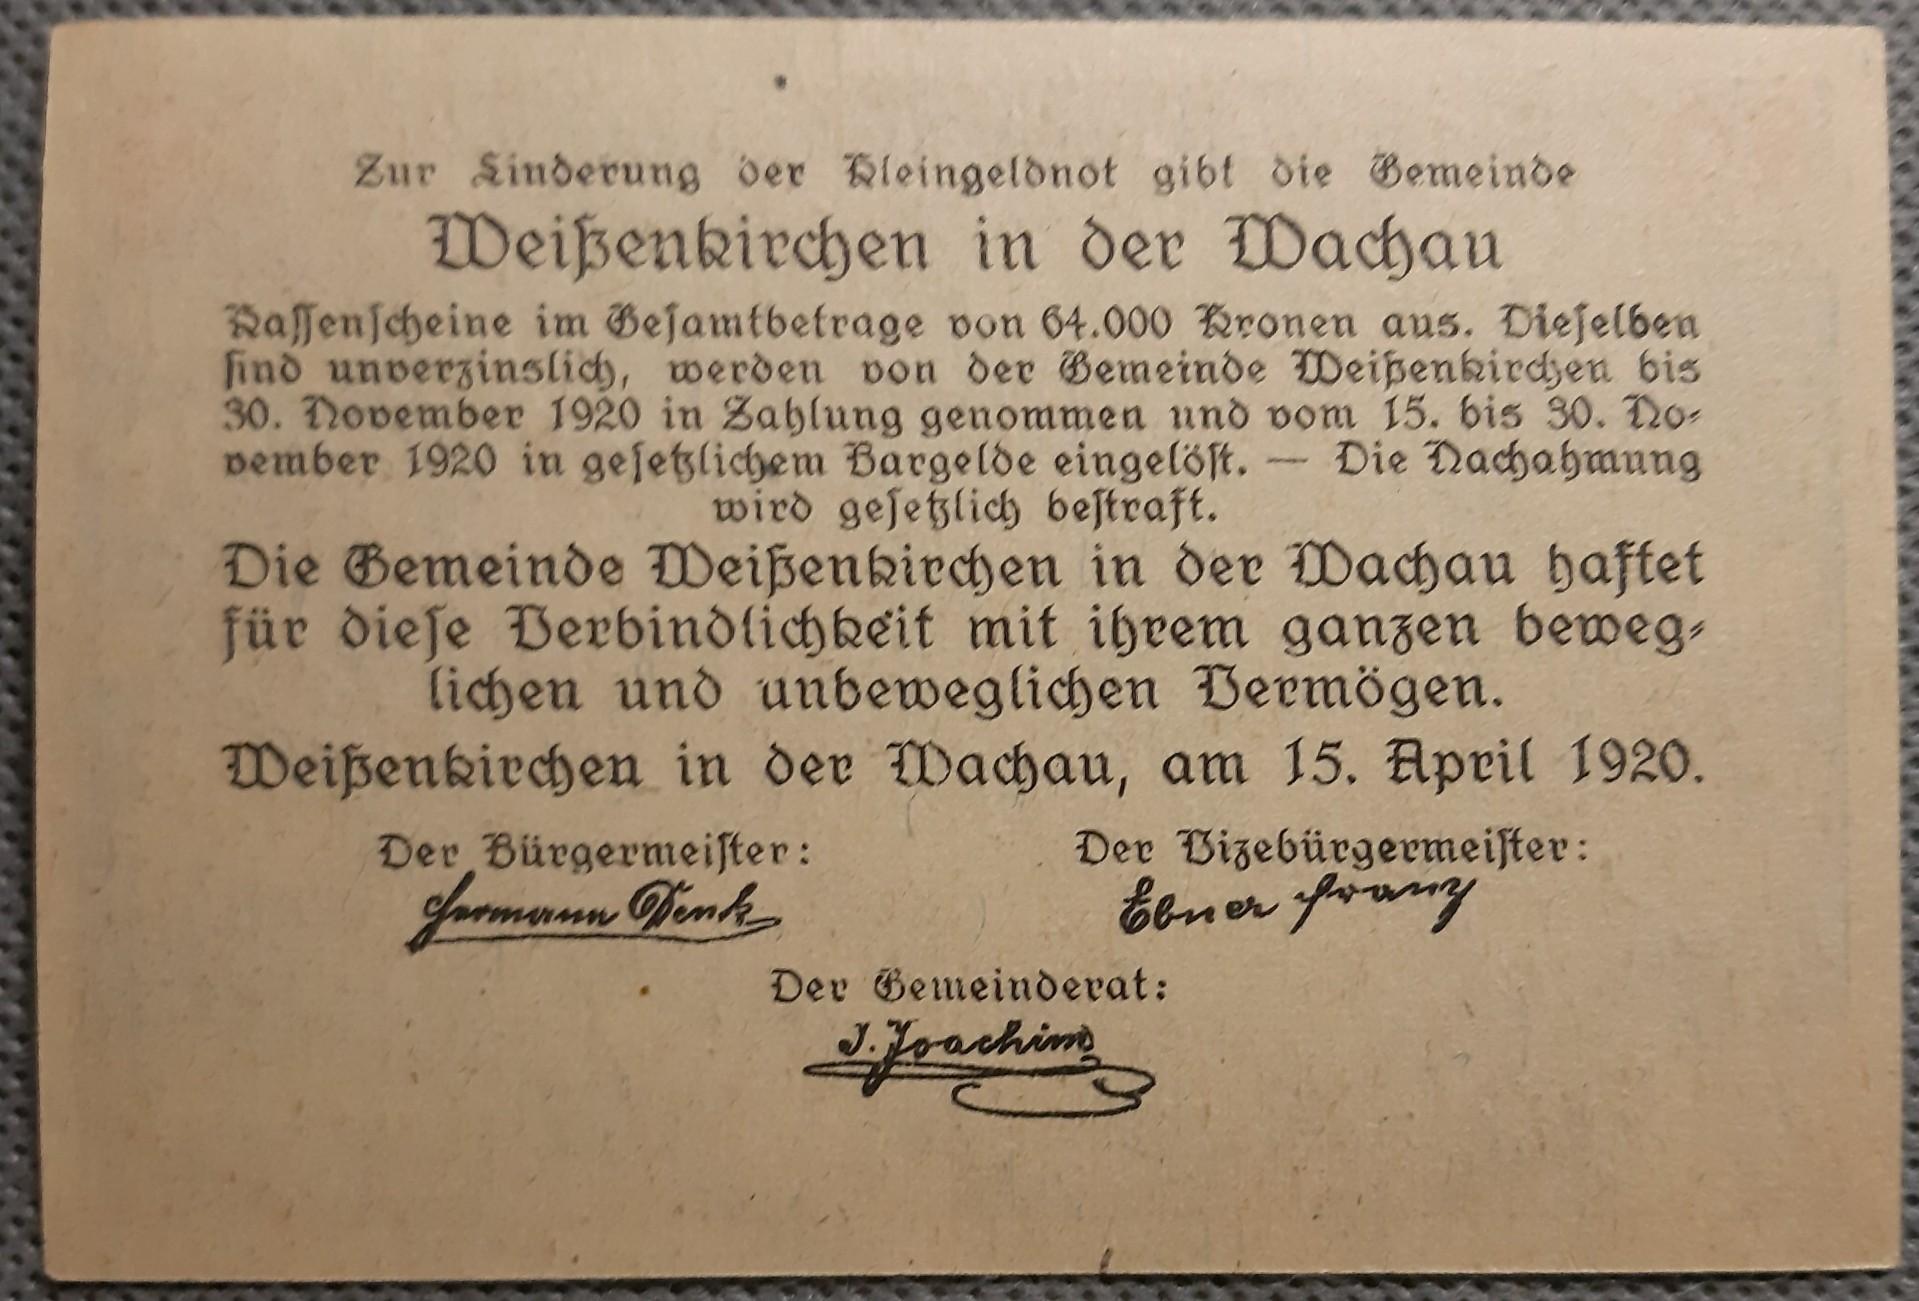 Zur Linderung der Kleingeldnot gibt die Gemeinde
Weißenkirchen in der Wachau
Kassenscheine im Gesamtbetrage von 64.000 Kronen aus. Dieselben
sind unverzinslich, werden von der Gemeinde Weißenkirchen bis
30. November 1920 in Zahlung genommen und vom 15. bis 30. No-
vember 1920 in gesetzlichem Bargelde eingelöst. — Die Nachahmung
wird gesetzlich bestraft.
Die Gemeinde Weißenkirchen in der Wachau haftet
für diese Verbindlichkeit mit ihrem ganzen beweg-
lichen und unbeweglichen Vermögen.
Weißenkirchen in der Wachau, am 15. April 1920.
Der Bürgermeister: Der Vizebürgermeister:
Hermann Denk Ebner Franz
Der Gemeinderat:
J. Joachim